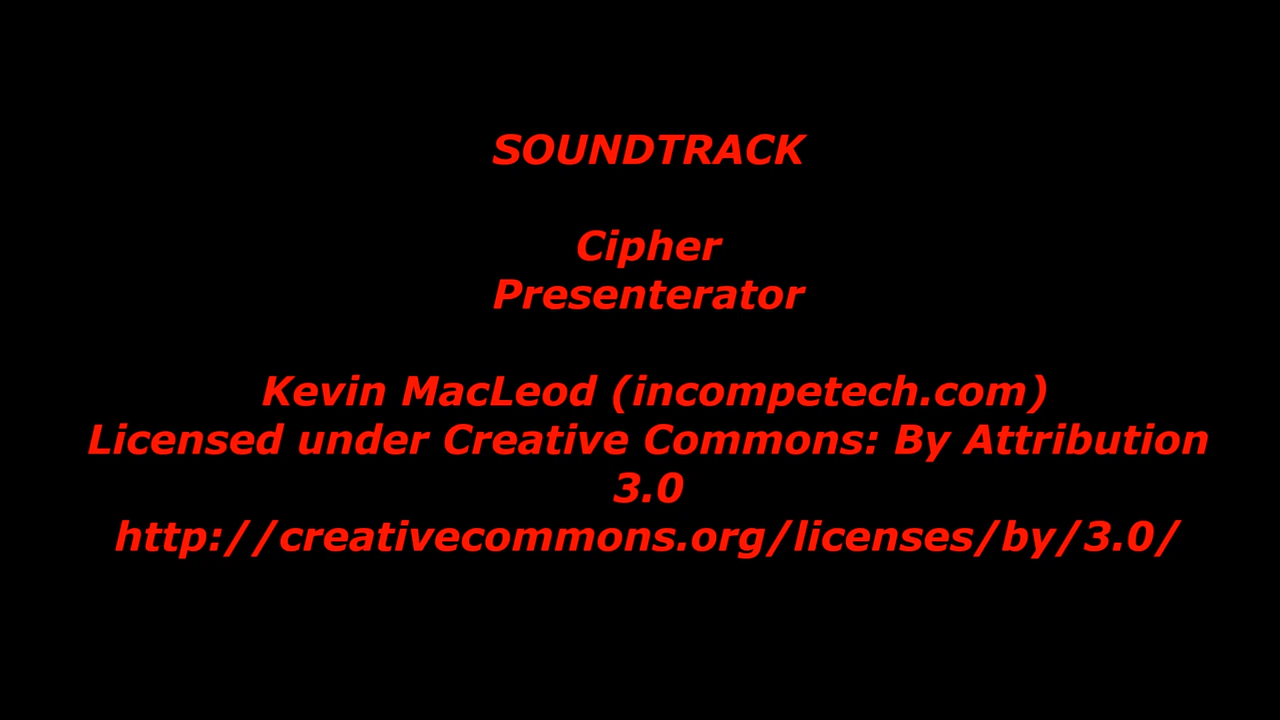 SOUNDTRACK
Cipher
Presenterator
Kevin MacLeod (incompetech.com)
Licensed under Creative Commons: By Attribution
3.0
http://creativecommons.org/licenses/by/3.0/